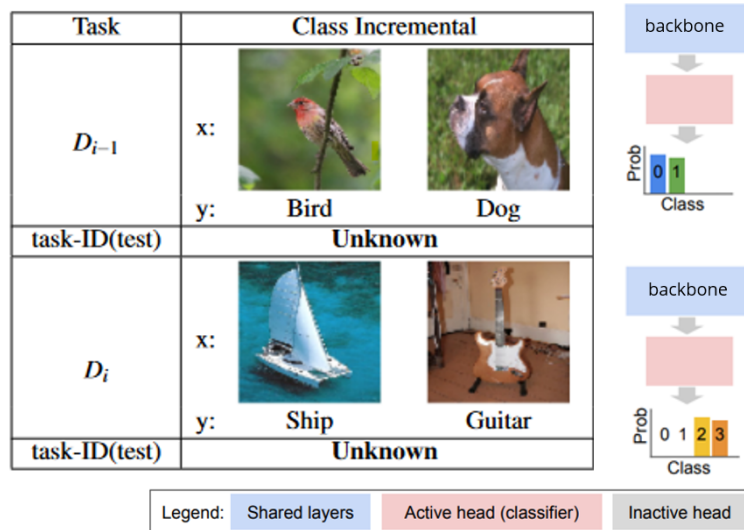 Task
Class Incremental
D_{i-1}
x:
y:
Bird
Dog
task-ID(test)
Unknown
D_i
x:
y:
Ship
Guitar
task-ID(test)
Unknown
backbone
Prob
0 1
Class
backbone
Prob
0 1 2 3
Class
Legend:
Shared layers
Active head (classifier)
Inactive head